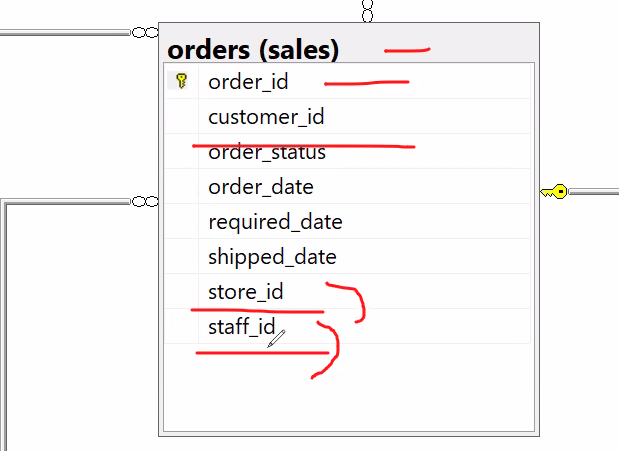 orders (sales)
order_id
customer_id
order_status
order_date
required_date
shipped_date
store_id
staff_id